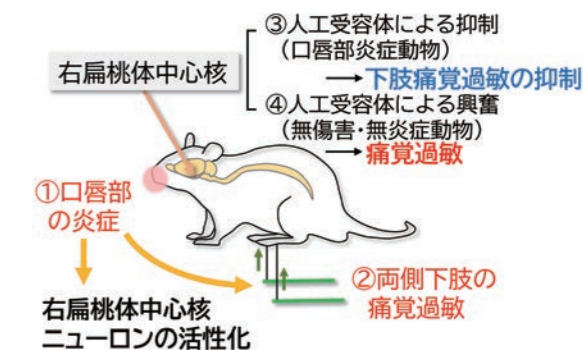 ③人工受容体による抑制
（口唇部炎症動物）
→下肢痛覚過敏の抑制
右扁桃体中心核
④人工受容体による興奮
（無傷害・無炎症動物）
→痛覚過敏
①口唇部
の炎症
②両側下肢の
痛覚過敏
右扁桃体中心核
ニューロンの活性化